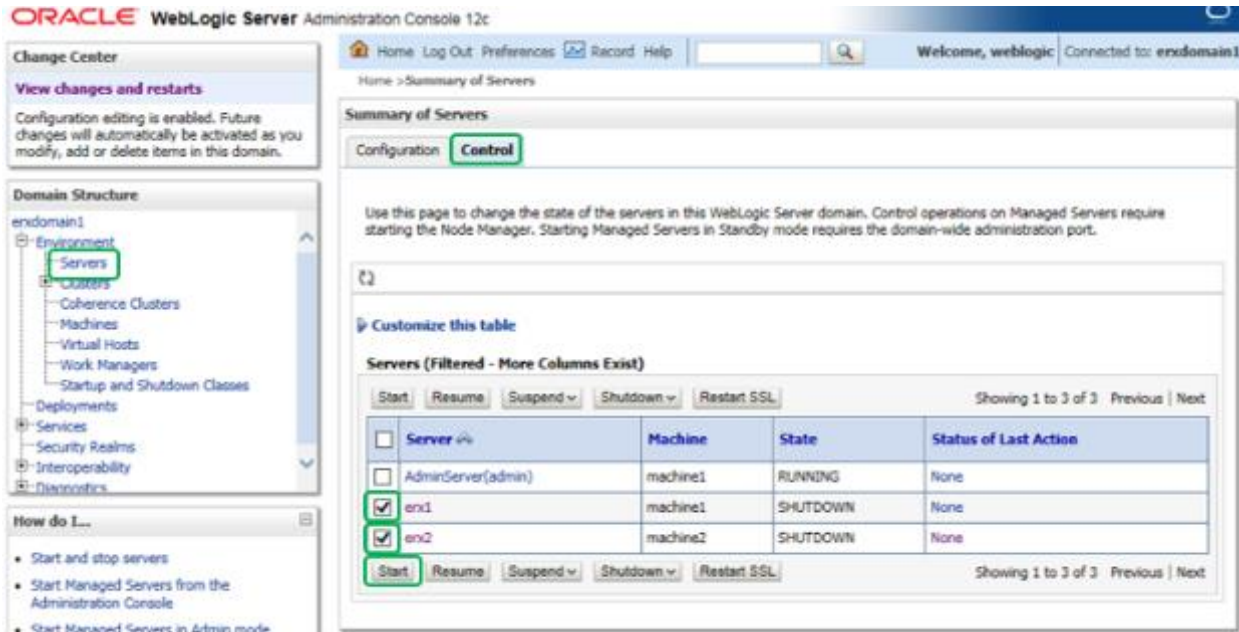 ORACLE WebLogic Server Administration Console 12c
Change Center
View changes and restarts
Configuration editing is enabled. Future
changes will automatically be activated as you
modify, add or delete items in this domain.
Domain Structure
erxdomain1
Environment
Servers
Clusters
Coherence Clusters
Machines
Virtual Hosts
Work Managers
Startup and Shutdown Classes
Deployments
Services
Security Realms
Interoperability
Diagnostics
How do I...
Start and stop servers
Start Managed Servers from the
Administration Console
Start Managed Servers in Admin mode
Home Log Out Preferences Record Help
Welcome, weblogic Connected to: erxdomain1
Home >Summary of Servers
Summary of Servers
Configuration Control
Use this page to change the state of the servers in this WebLogic Server domain. Control operations on Managed Servers require
starting the Node Manager. Starting Managed Servers in Standby mode requires the domain-wide administration port.
Customize this table
Servers (Filtered - More Columns Exist)
Start Resume Suspend Shutdown Restart SSL Showing 1 to 3 of 3 Previous | Next
Server Machine State Status of Last Action
AdminServer(admin) machine1 RUNNING None
erx1 machine1 SHUTDOWN None
erx2 machine2 SHUTDOWN None
Start Resume Suspend Shutdown Restart SSL Showing 1 to 3 of 3 Previous | Next